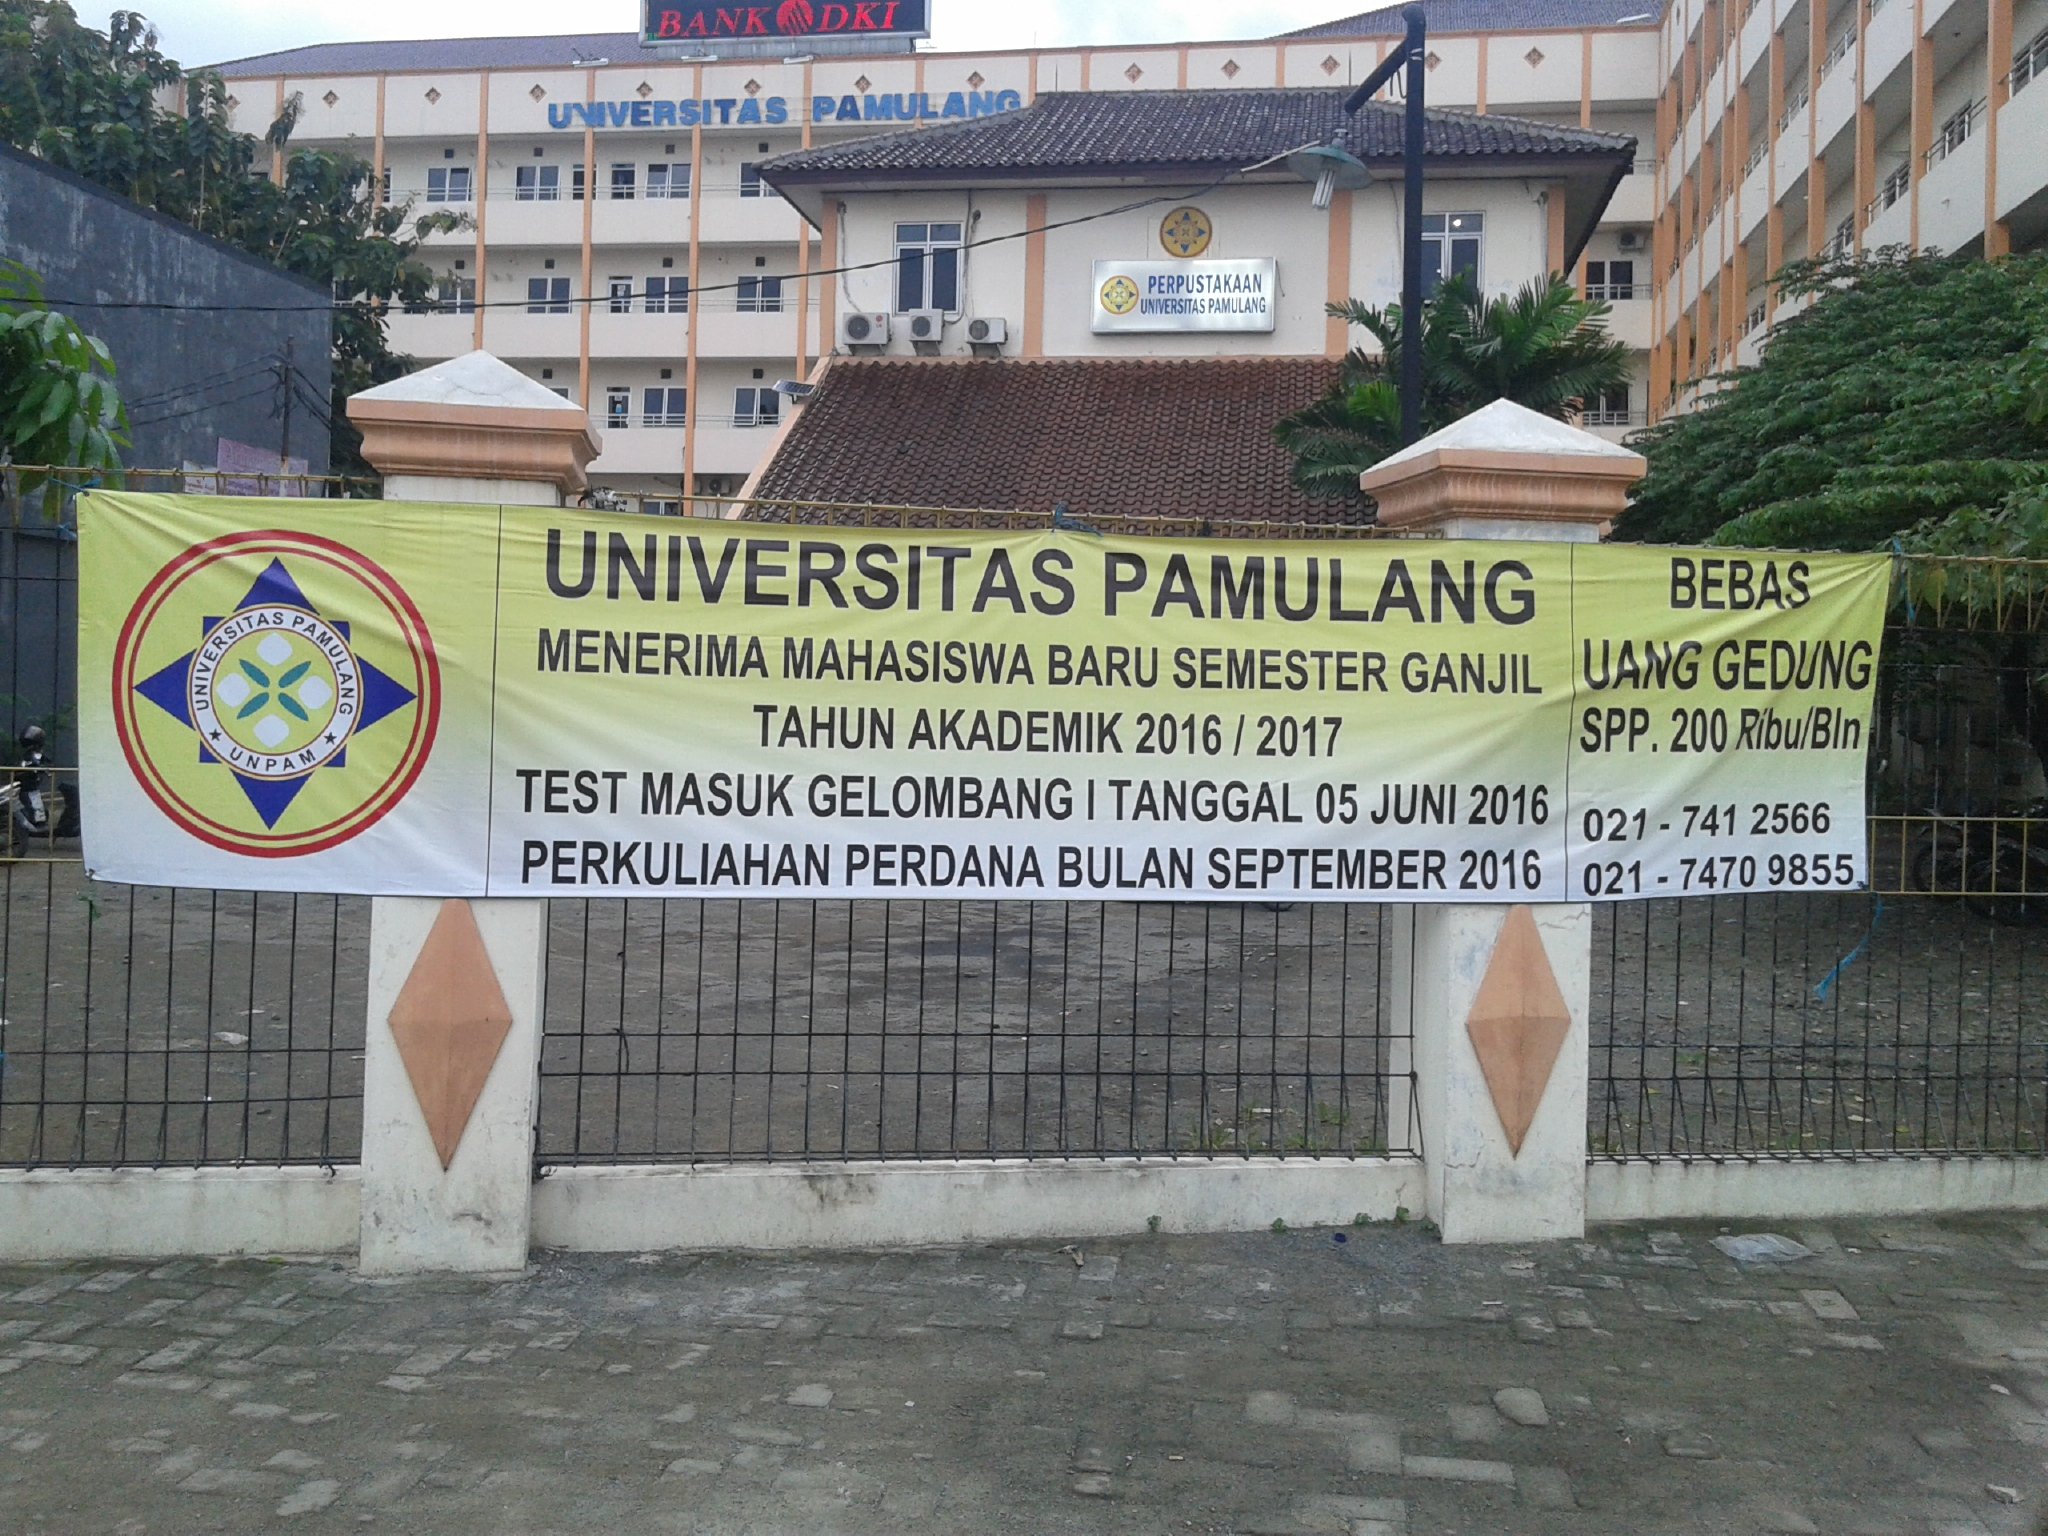 BANK DKI
UNIVERSITAS PAMULANG
PERPUSTAKAAN
UNIVERSITAS PAMULANG
UNIVERSITAS PAMULANG
UNPAM
UNIVERSITAS PAMULANG
MENERIMA MAHASISWA BARU SEMESTER GANJIL
TAHUN AKADEMIK 2016 / 2017
TEST MASUK GELOMBANG I TANGGAL 05 JUNI 2016
PERKULIAHAN PERDANA BULAN SEPTEMBER 2016
BEBAS
UANG GEDUNG
SPP. 200 Ribu/Bln
021 - 741 2566
021 - 7470 9855